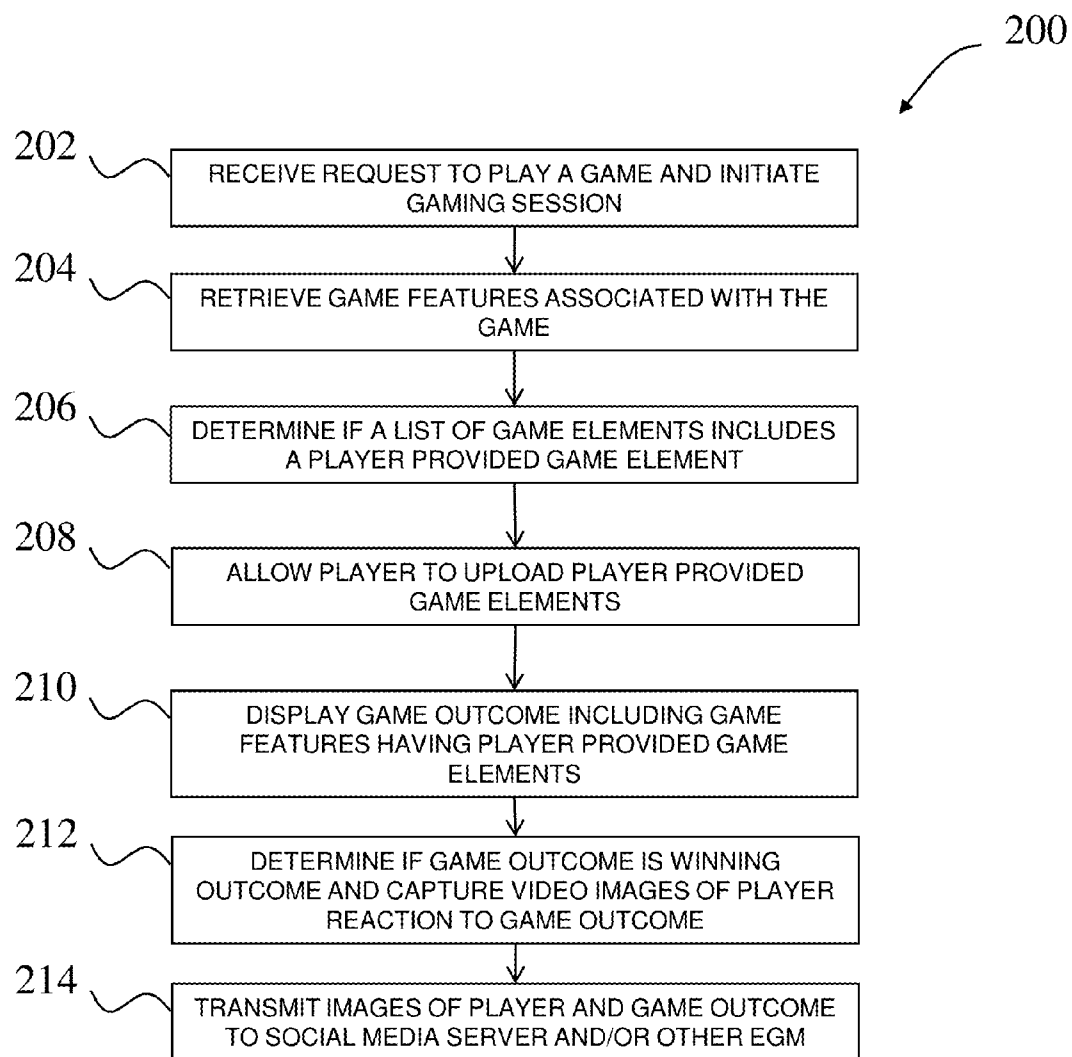 200
202
RECEIVE REQUEST TO PLAY A GAME AND INITIATE
GAMING SESSION
204
RETRIEVE GAME FEATURES ASSOCIATED WITH THE
GAME
206
DETERMINE IF A LIST OF GAME ELEMENTS INCLUDES
A PLAYER PROVIDED GAME ELEMENT
208
ALLOW PLAYER TO UPLOAD PLAYER PROVIDED
GAME ELEMENTS
210
DISPLAY GAME OUTCOME INCLUDING GAME
FEATURES HAVING PLAYER PROVIDED GAME
ELEMENTS
212
DETERMINE IF GAME OUTCOME IS WINNING
OUTCOME AND CAPTURE VIDEO IMAGES OF PLAYER
REACTION TO GAME OUTCOME
214
TRANSMIT IMAGES OF PLAYER AND GAME OUTCOME
TO SOCIAL MEDIA SERVER AND/OR OTHER EGM